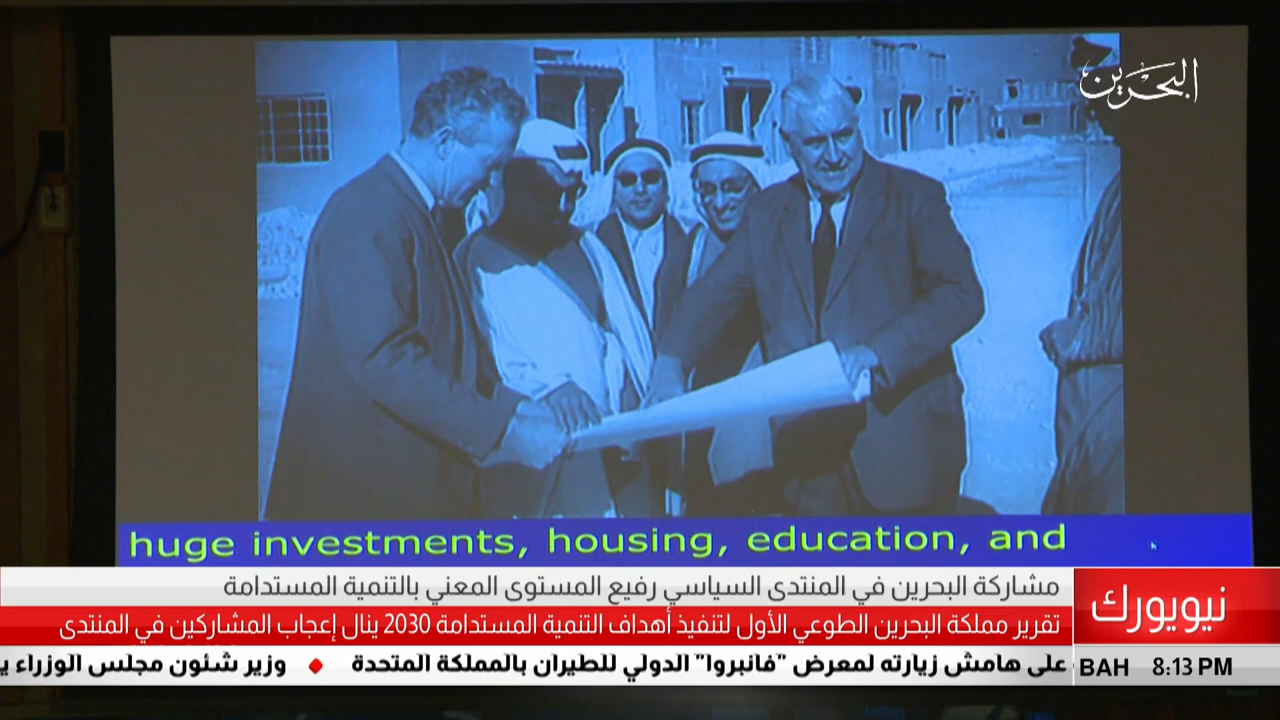 البحرين
huge investments, housing, education, and
مشاركة البحرين في المنتدى السياسي رفيع المستوى المعني بالتنمية المستدامة
نيويورك
تقرير مملكة البحرين الطوعي الأول لتنفيذ أهداف التنمية المستدامة 2030 ينال إعجاب المشاركين في المنتدى
على هامش زيارته لمعرض "فانبروا" الدولي للطيران بالمملكة المتحدة ♦ وزير شئون مجلس الوزراء
BAH 8:13 PM